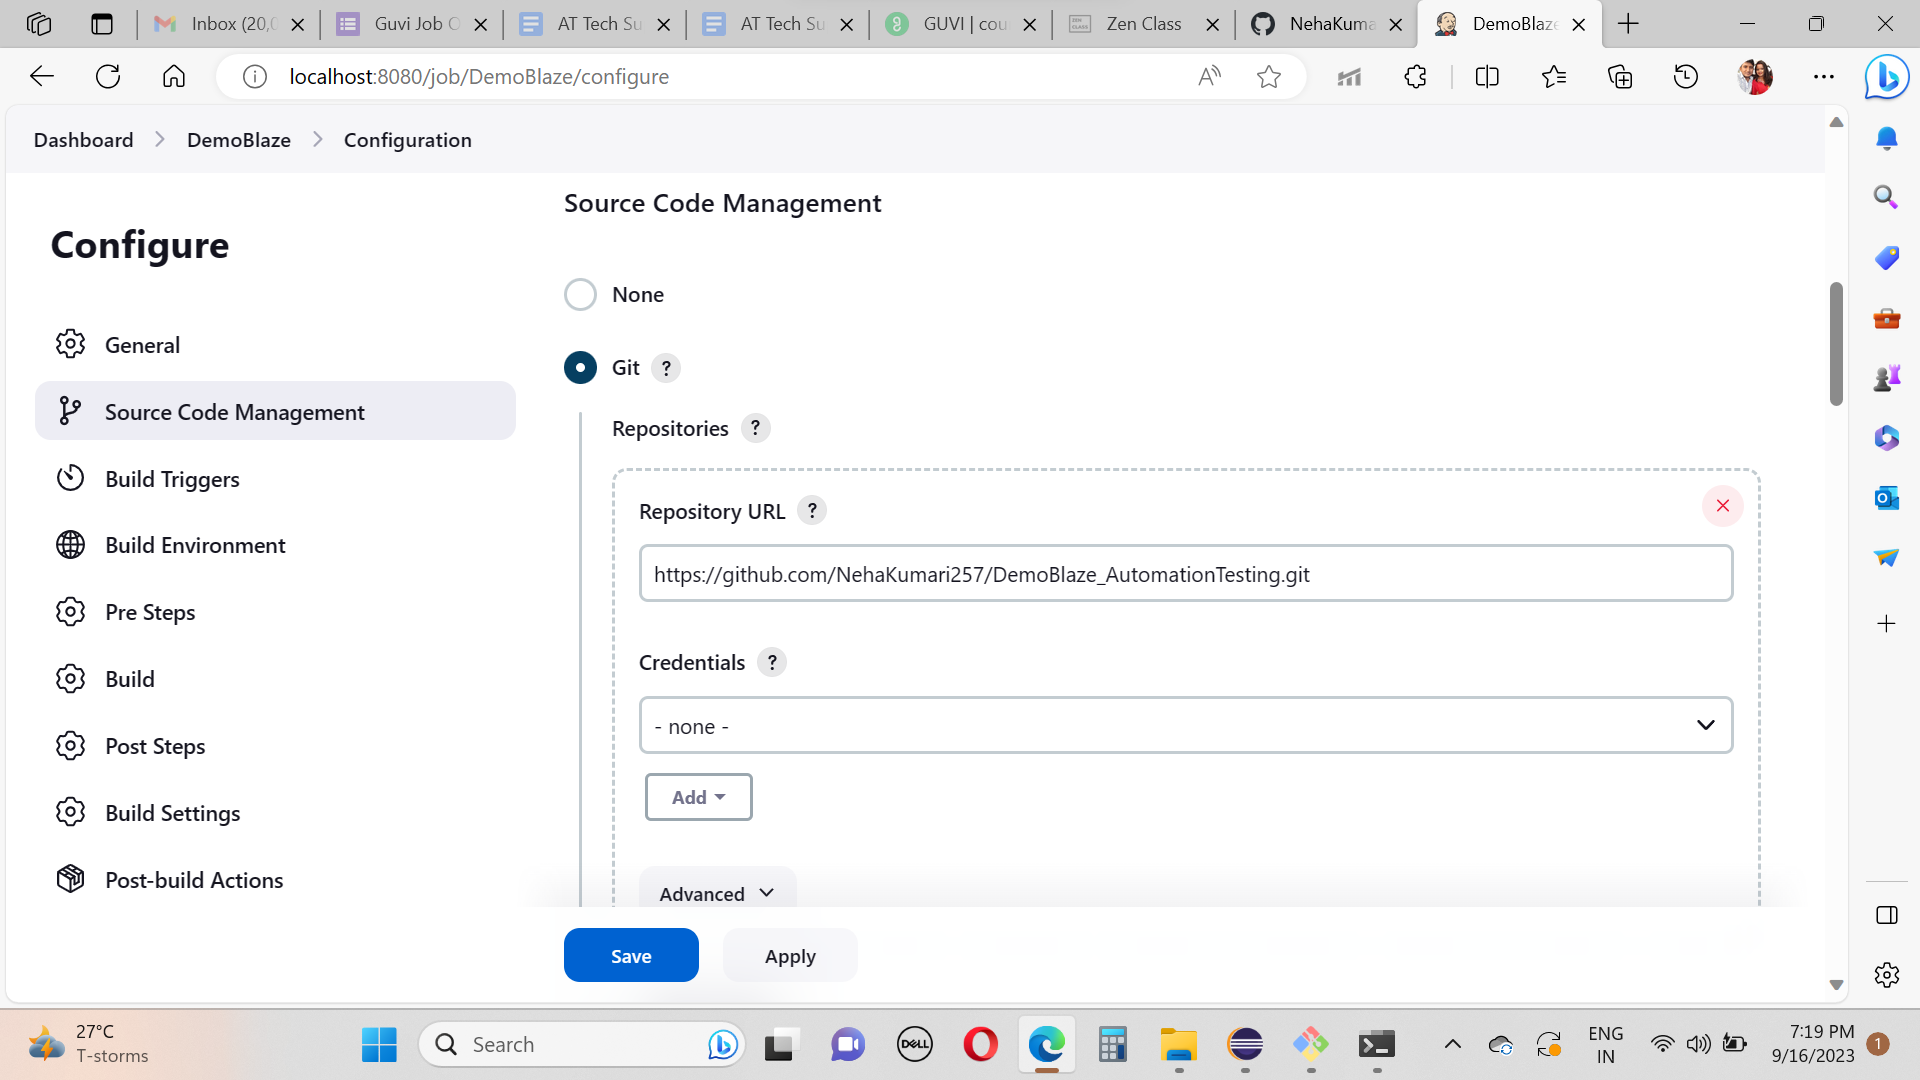 Inbox (20,0
Guvi Job O
AT Tech Su
AT Tech Su
GUVI | cou
Zen Class
NehaKuma
DemoBlaze
localhost:8080/job/DemoBlaze/configure
Dashboard
DemoBlaze
Configuration
Configure
General
Source Code Management
Build Triggers
Build Environment
Pre Steps
Build
Post Steps
Build Settings
Post-build Actions
Source Code Management
None
Git ?
Repositories ?
Repository URL ?
https://github.com/NehaKumari257/DemoBlaze_AutomationTesting.git
Credentials ?
- none -
Add
Advanced
Save
Apply
27°C
T-storms
Search
DELL
ENG
IN
7:19 PM
9/16/2023
1